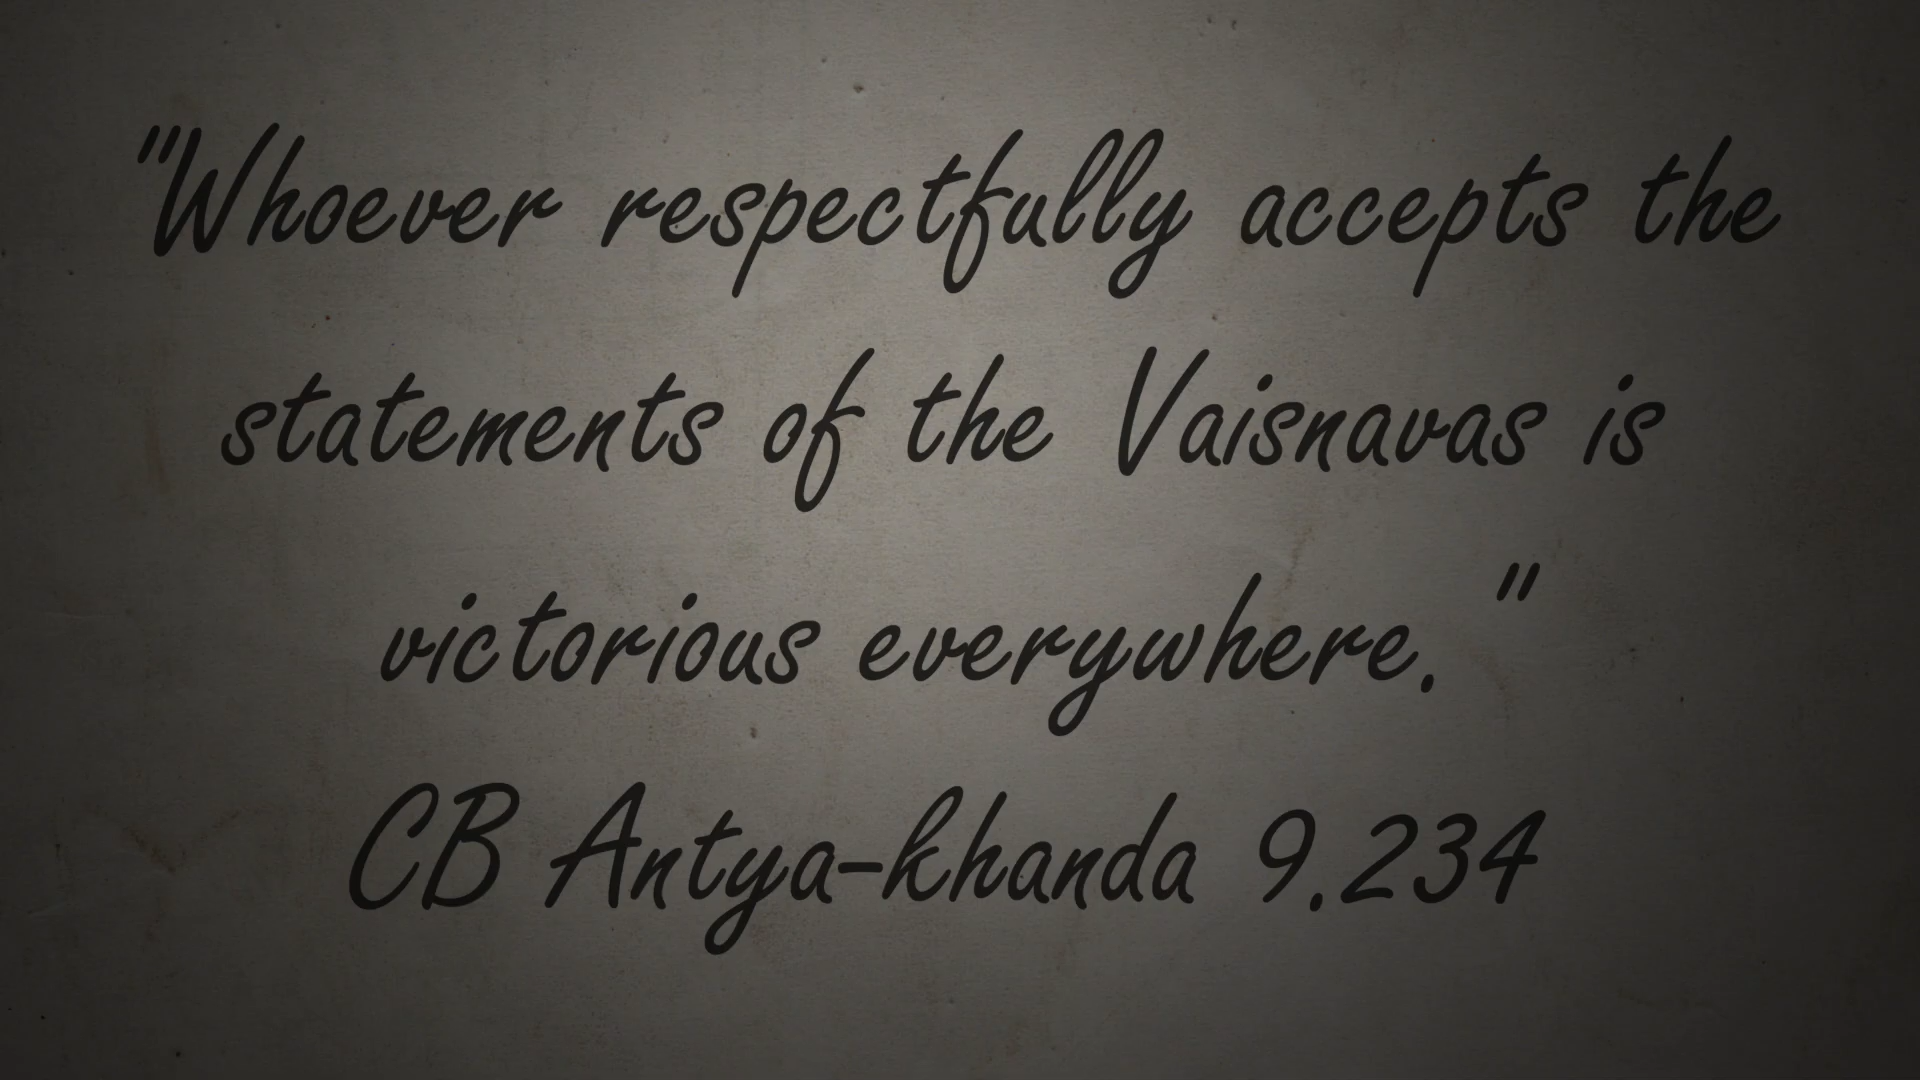 "Whoever respectfully accepts the
statements of the Vaisnavas is
victorious everywhere. "
CB Antya-khanda 9.234